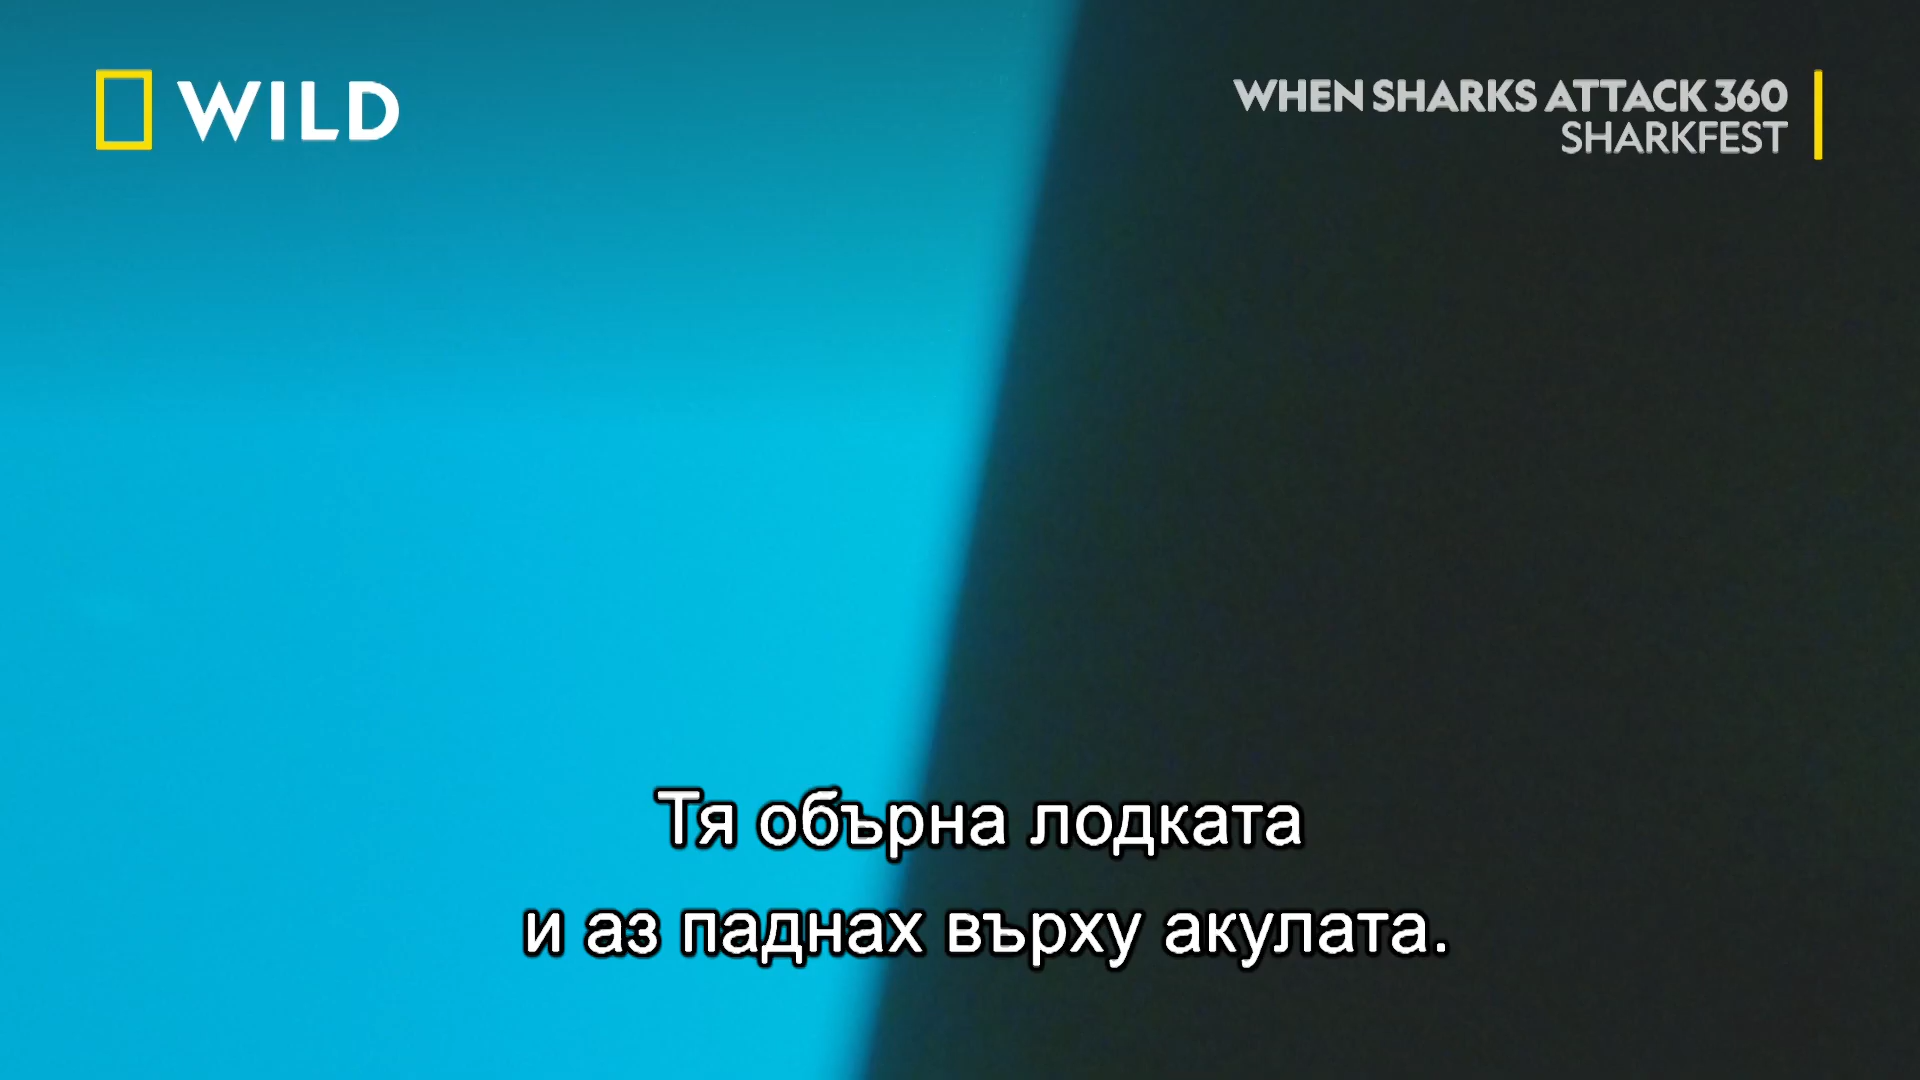 WILD
WHEN SHARKS ATTACK 360
SHARKFEST
Тя обърна лодката
и аз паднах върху акулата.